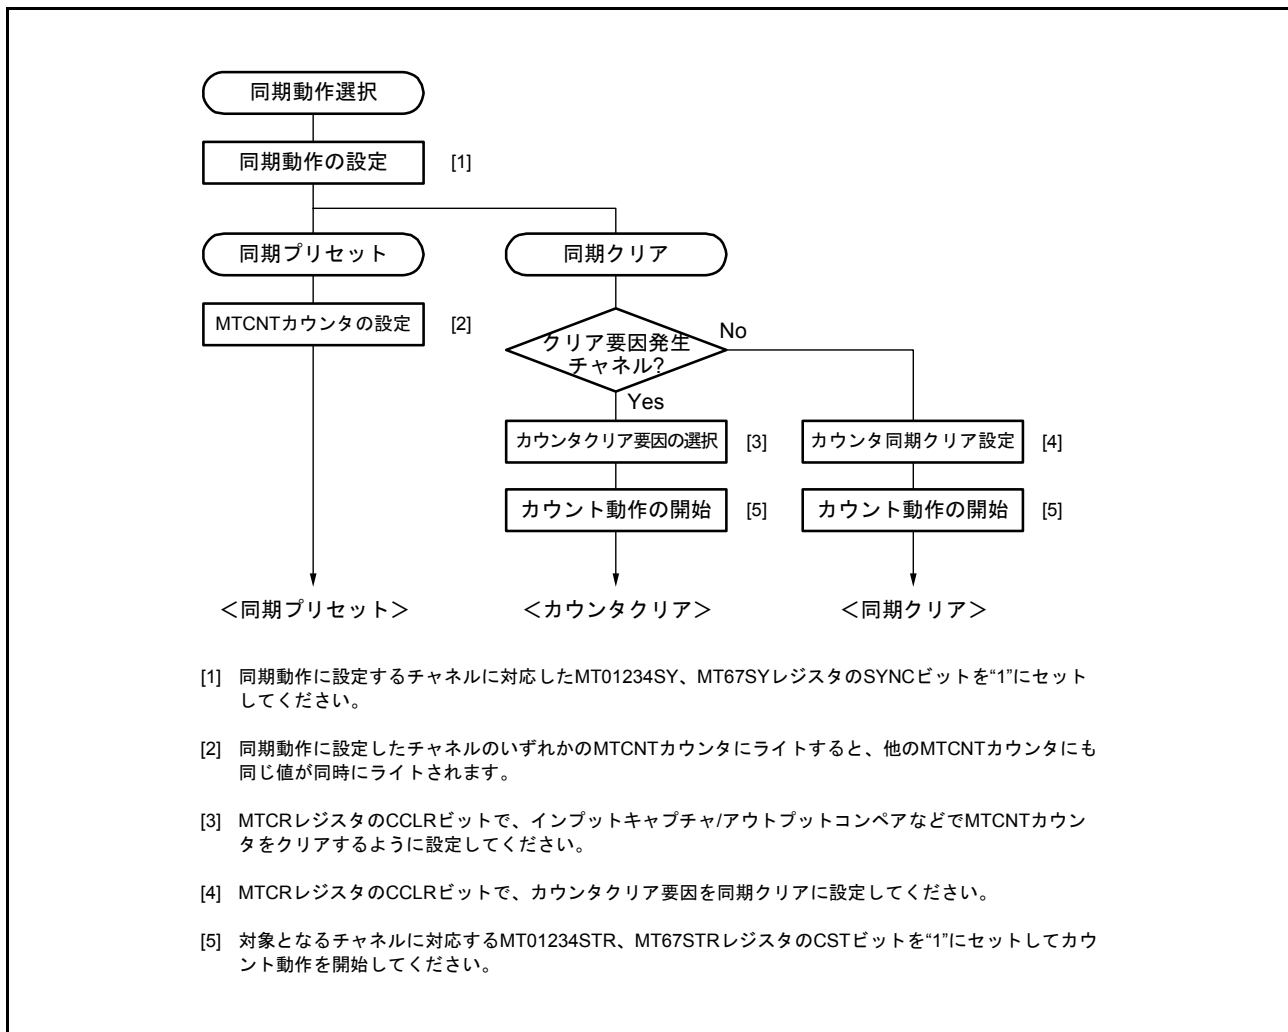 同期動作選択
同期動作の設定 [1]
同期プリセット 同期クリア
MTCNTカウンタの設定 [2]
クリア要因発生
チャネル?
No
Yes
カウンタクリア要因の選択 [3] カウンタ同期クリア設定 [4]
カウント動作の開始 [5] カウント動作の開始 [5]
＜同期プリセット＞ ＜カウンタクリア＞ ＜同期クリア＞
[1] 同期動作に設定するチャネルに対応したMT01234SY、MT67SYレジスタのSYNCビットを“1”にセット
してください。
[2] 同期動作に設定したチャネルのいずれかのMTCNTカウンタにライトすると、他のMTCNTカウンタにも
同じ値が同時にライトされます。
[3] MTCRレジスタのCCLRビットで、インプットキャプチャ/アウトプットコンペアなどでMTCNTカウン
タをクリアするように設定してください。
[4] MTCRレジスタのCCLRビットで、カウンタクリア要因を同期クリアに設定してください。
[5] 対象となるチャネルに対応するMT01234STR、MT67STRレジスタのCSTビットを“1”にセットしてカウ
ント動作を開始してください。